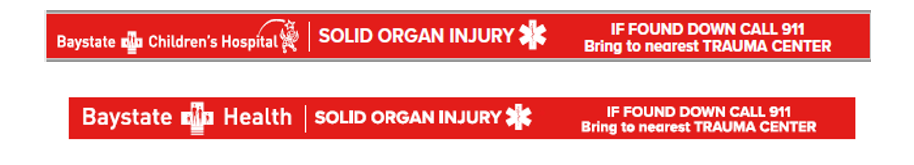 Baystate Children's Hospital SOLID ORGAN INJURY
IF FOUND DOWN CALL 911
Bring to nearest TRAUMA CENTER
Baystate Health SOLID ORGAN INJURY
IF FOUND DOWN CALL 911
Bring to nearest TRAUMA CENTER